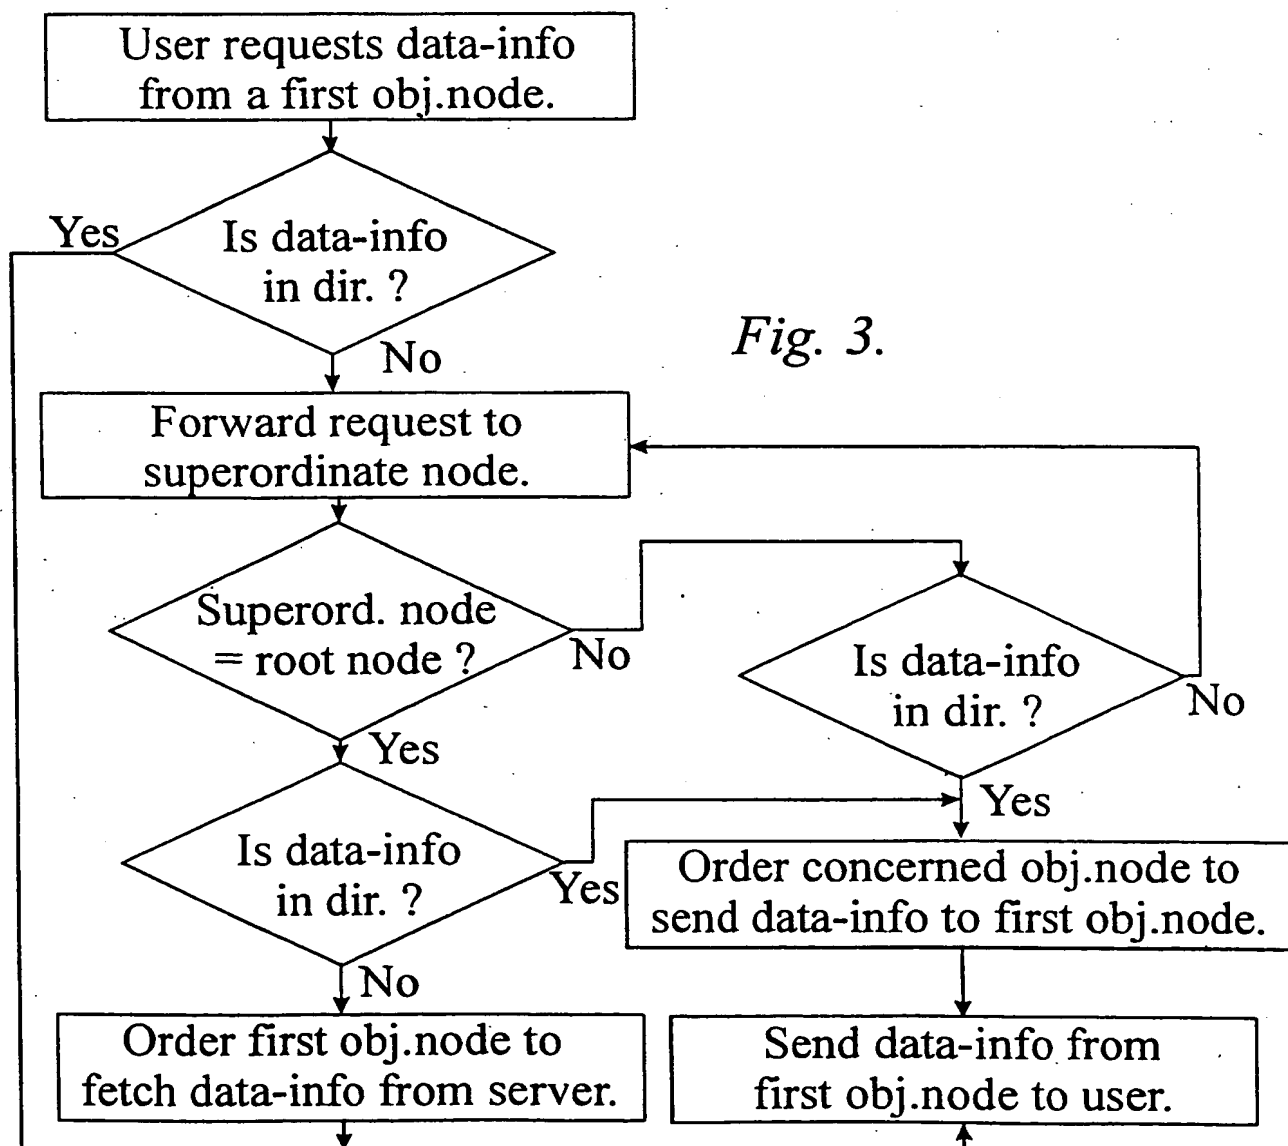 User requests data-info
from a first obj.node.
Yes
Is data-info
in dir. ?
No
Fig. 3.
Forward request to
superordinate node.
Superord. node
= root node ?
No
Is data-info
in dir. ?
No
Yes
Is data-info
in dir. ?
Yes
Yes
Order concerned obj.node to
send data-info to first obj.node.
No
Order first obj.node to
fetch data-info from server.
Send data-info from
first obj.node to user.